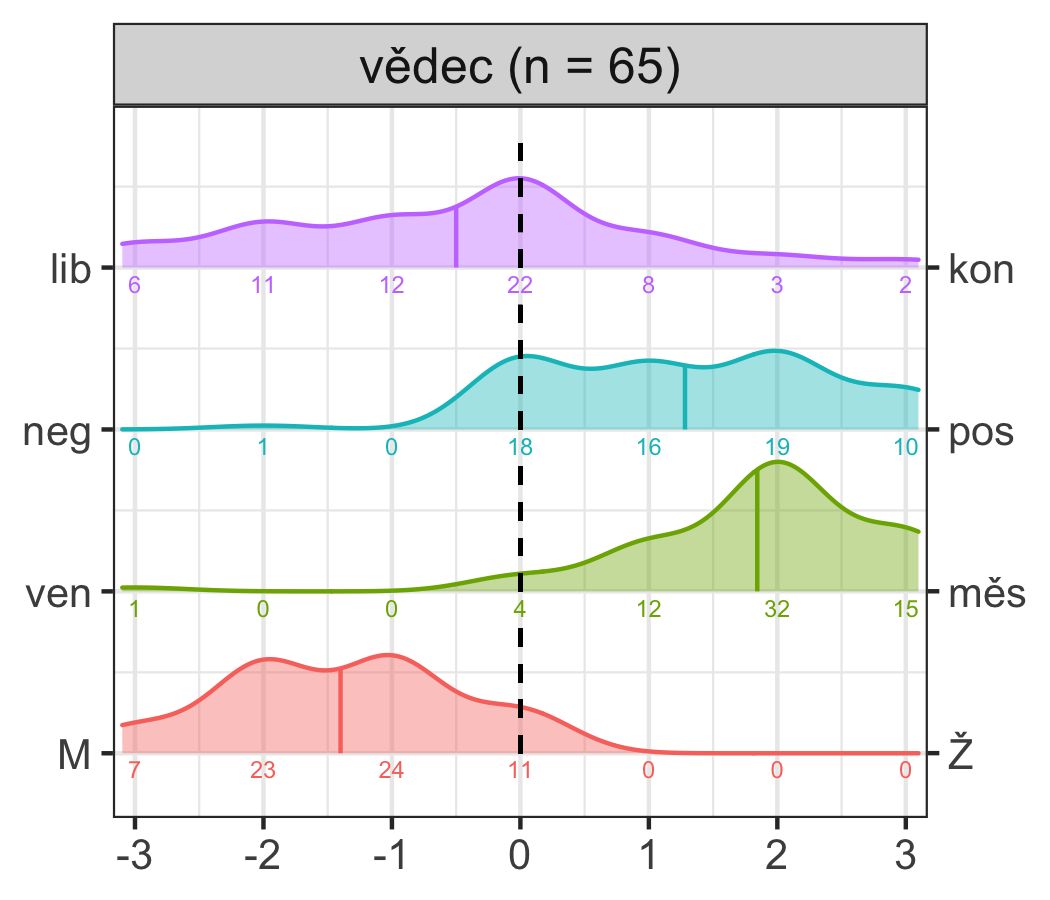 vědec (n = 65)
lib kon
6 11 12 22 8 3 2
neg pos
0 1 0 18 16 19 10
ven měs
1 0 0 4 12 32 15
M Ž
7 23 24 11 0 0 0
-3 -2 -1 0 1 2 3